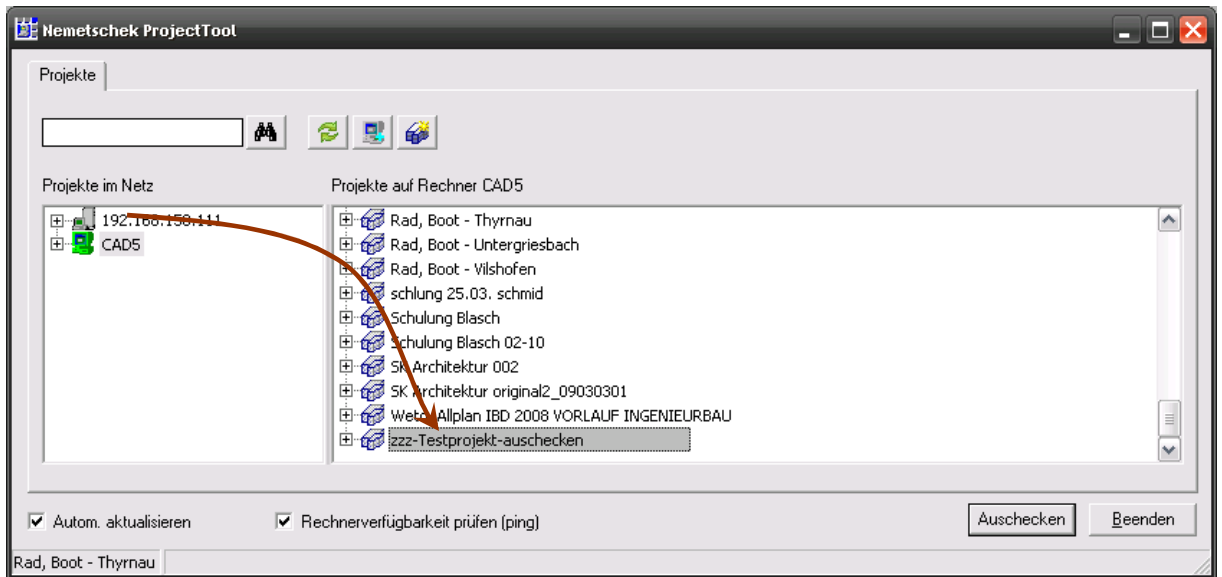 Nemetschek ProjectTool
Projekte
Projekte im Netz
Projekte auf Rechner CAD5
192.168.158.111
CAD5
Rad, Boot - Thyrnau
Rad, Boot - Untergriesbach
Rad, Boot - Vilshofen
schlung 25.03. schmid
Schulung Blasch
Schulung Blasch 02-10
SK Architektur 002
SK Architektur original2_09030301
Weto Allplan IBD 2008 VORLAUF INGENIEURBAU
zzz-Testprojekt-auschecken
Autom. aktualisieren
Rechnerverfügbarkeit prüfen (ping)
Auschecken
Beenden
Rad, Boot - Thyrnau